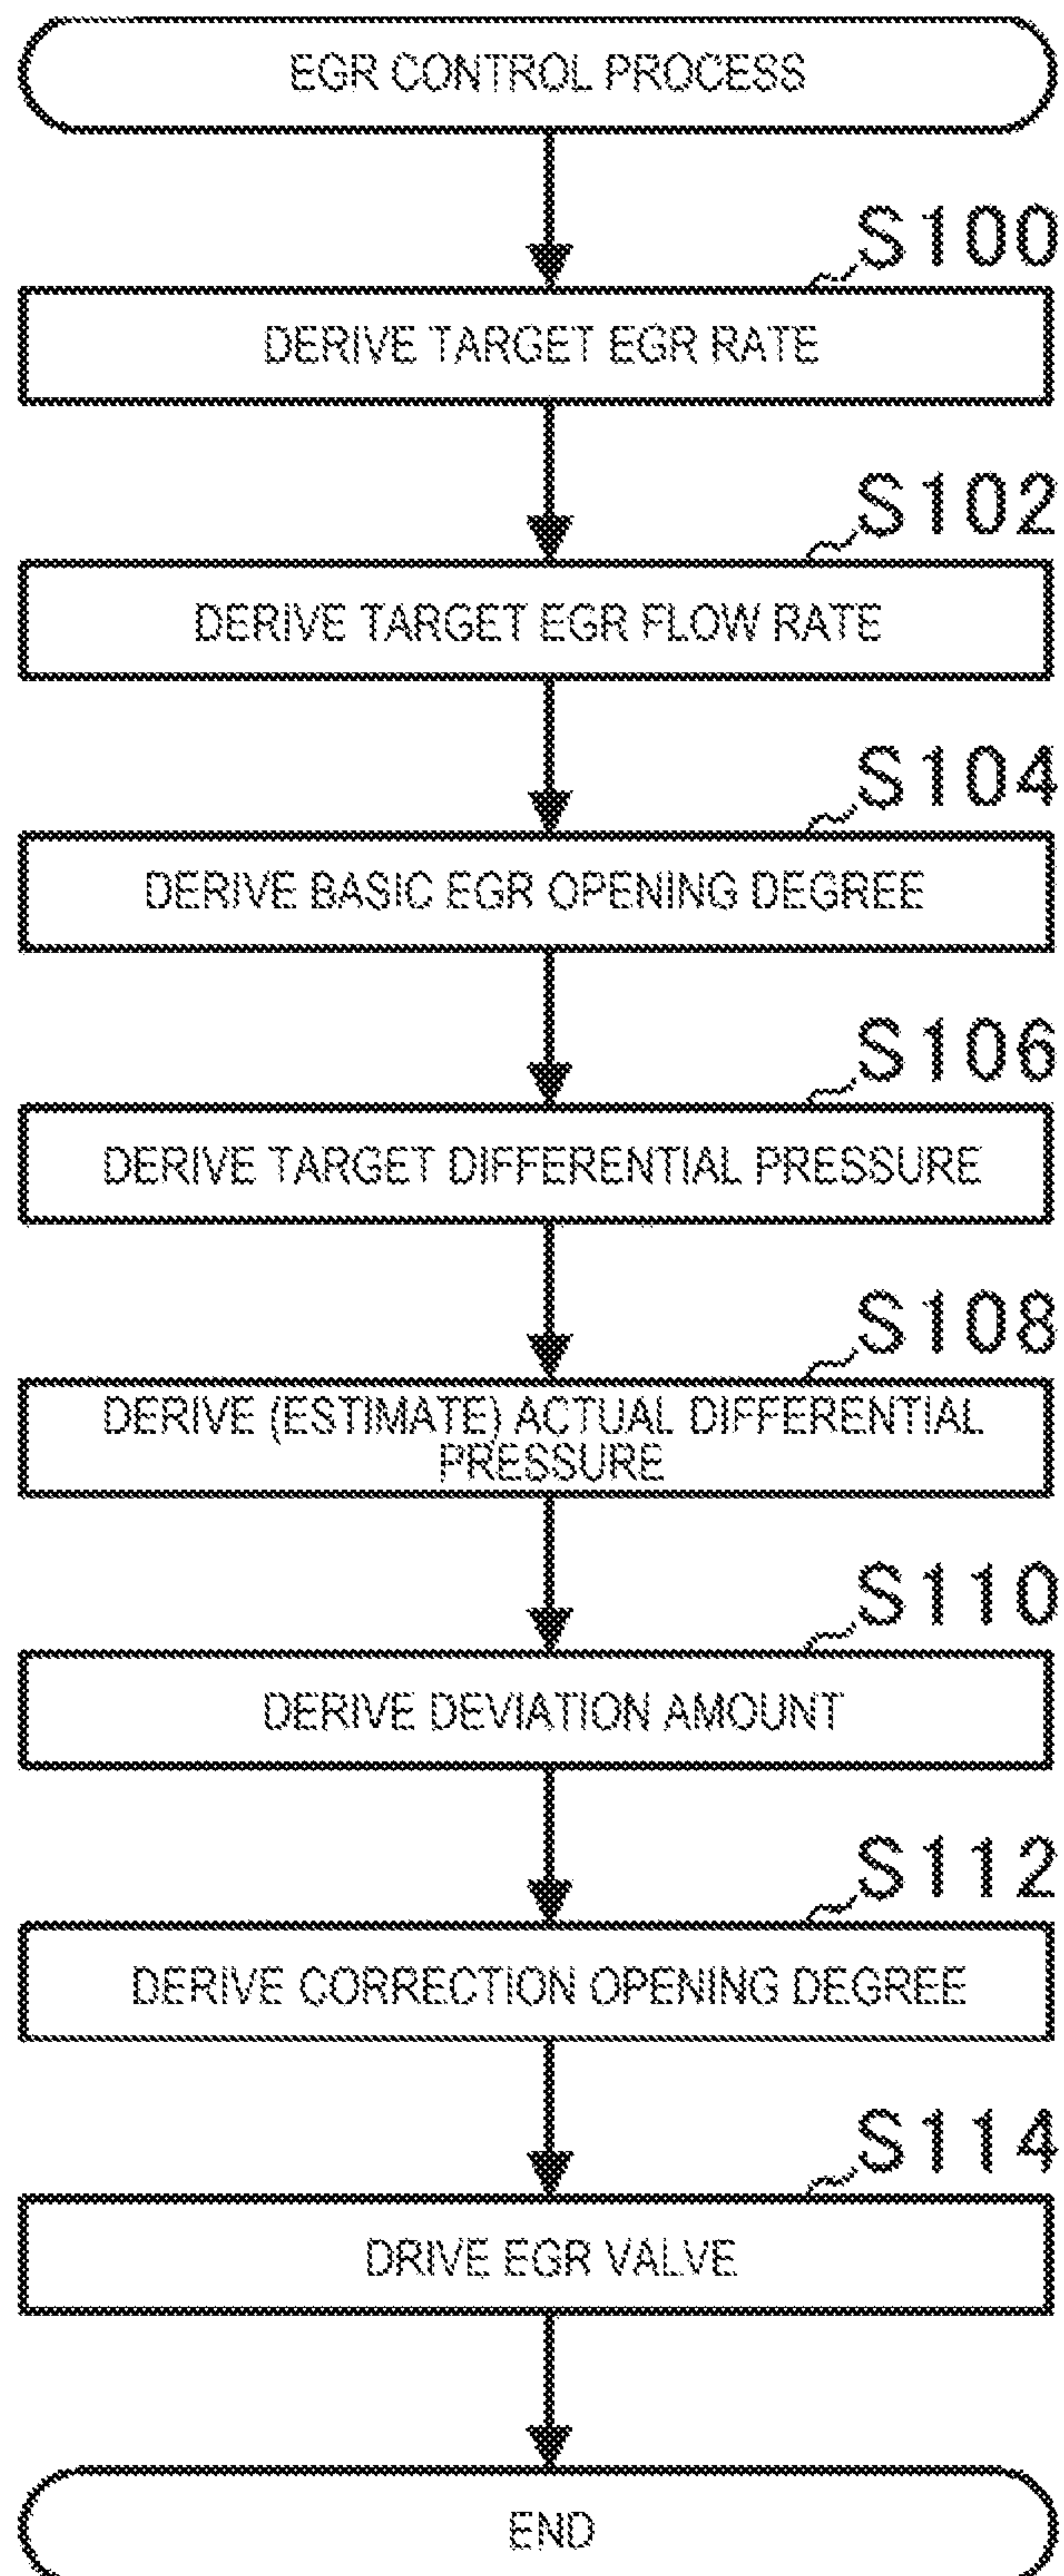 EGR CONTROL PROCESS
S100
DERIVE TARGET EGR RATE
S102
DERIVE TARGET EGR FLOW RATE
S104
DERIVE BASIC EGR OPENING DEGREE
S106
DERIVE TARGET DIFFERENTIAL PRESSURE
S108
DERIVE (ESTIMATE) ACTUAL DIFFERENTIAL
PRESSURE
S110
DERIVE DEVIATION AMOUNT
S112
DERIVE CORRECTION OPENING DEGREE
S114
DRIVE EGR VALVE
END